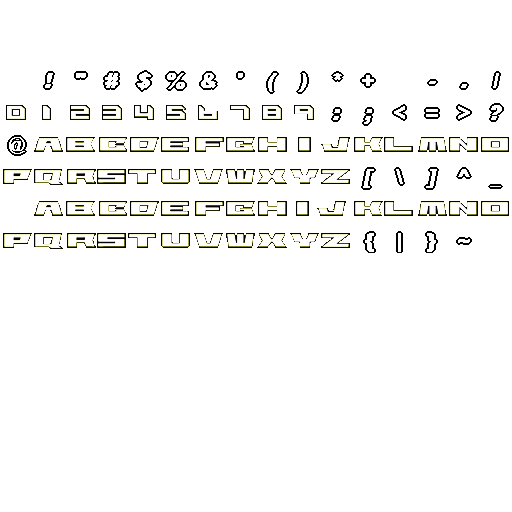 ! " # $ % & ' ( ) * + - . /
0 1 2 3 4 5 6 7 8 9 : ; < = > ?
@ A B C D E F G H I J K L M N O
P Q R S T U V W X Y Z [ \ ] ^ _
A B C D E F G H I J K L M N O
P Q R S T U V W X Y Z { | } ~